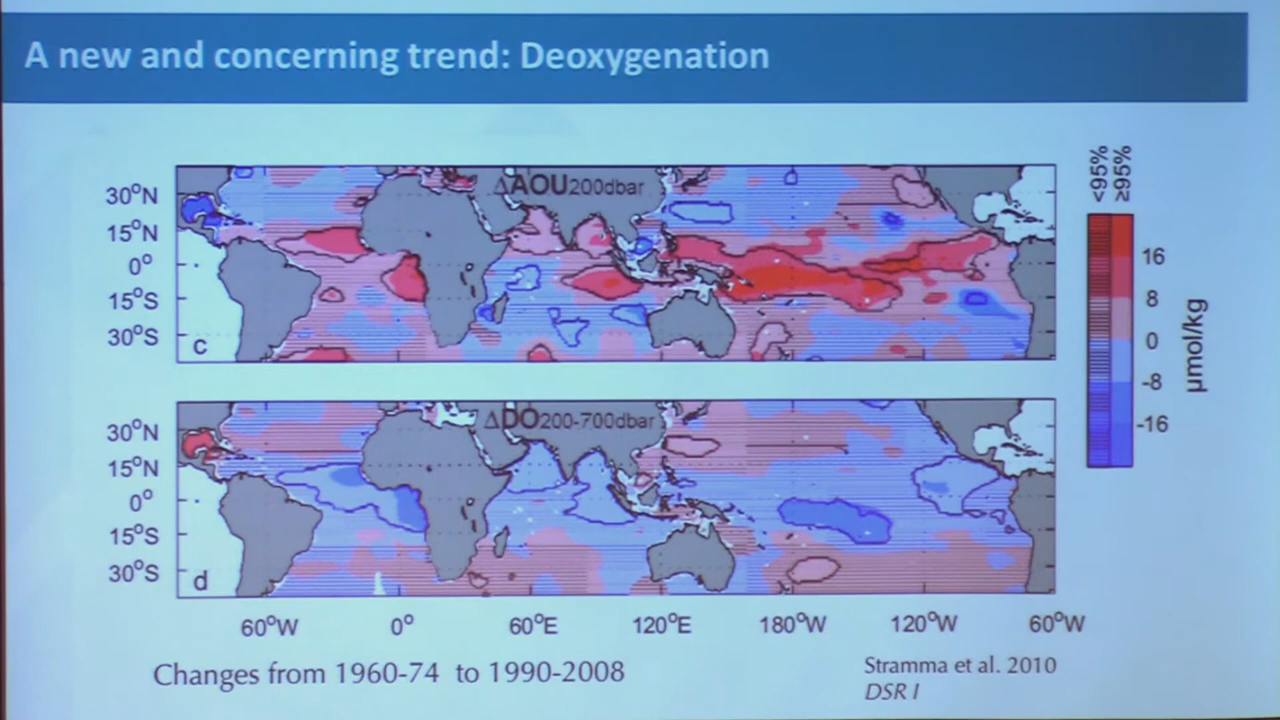 A new and concerning trend: Deoxygenation
<95%
≥95%
ΔAOU200dbar
30°N
15°N
0°
15°S
30°S
c
16
8
0
-8
-16
μmol/kg
ΔDO200-700dbar
30°N
15°N
0°
15°S
30°S
d
60°W 0° 60°E 120°E 180°W 120°W 60°W
Changes from 1960-74 to 1990-2008
Stramma et al. 2010
DSR I